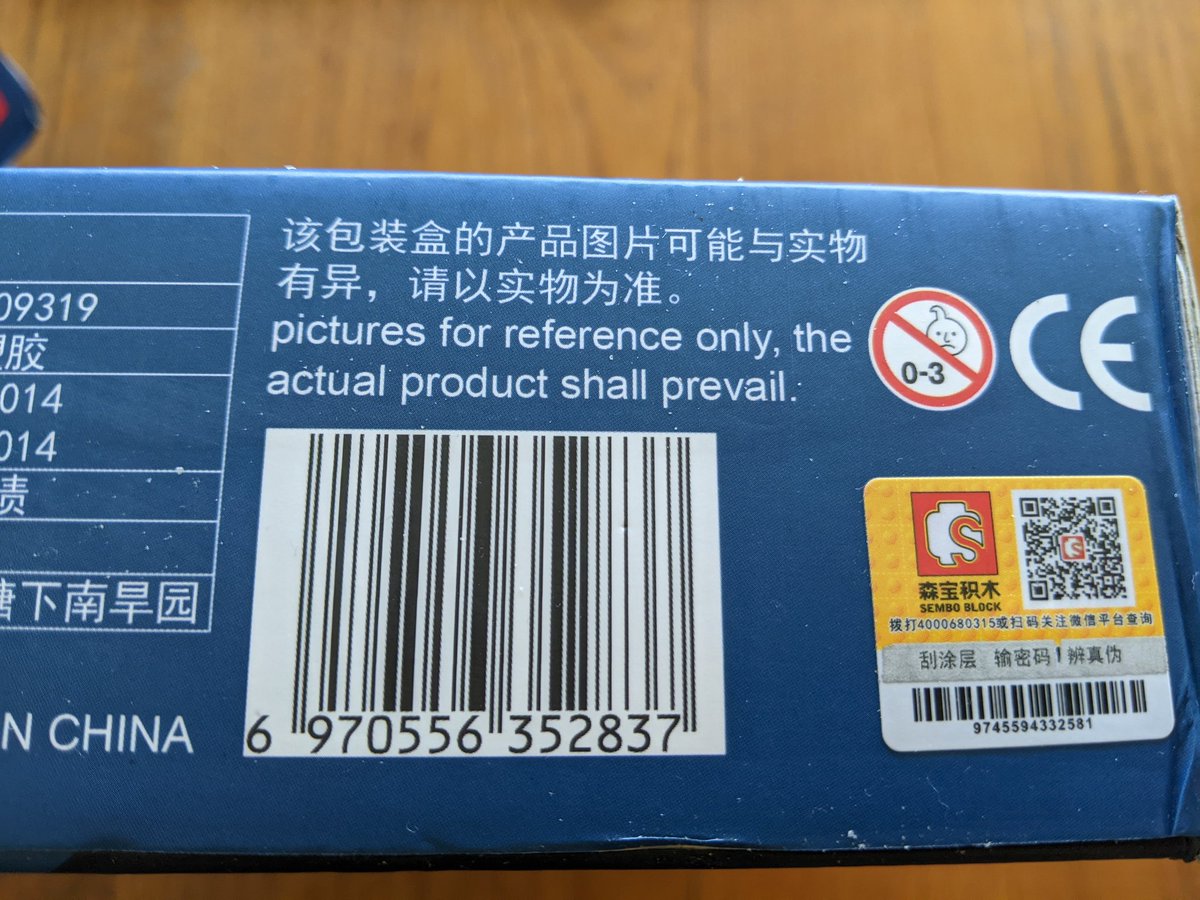 09319
塑胶
014
014
责
塘下南旱园
N CHINA
该包装盒的产品图片可能与实物
有异，请以实物为准。
pictures for reference only, the
actual product shall prevail.
0-3
CE
6 970556 352837
森宝积木
SEMBO BLOCK
拨打4000680315或扫码关注微信平台查询
刮涂层 输密码 辨真伪
9745594332581